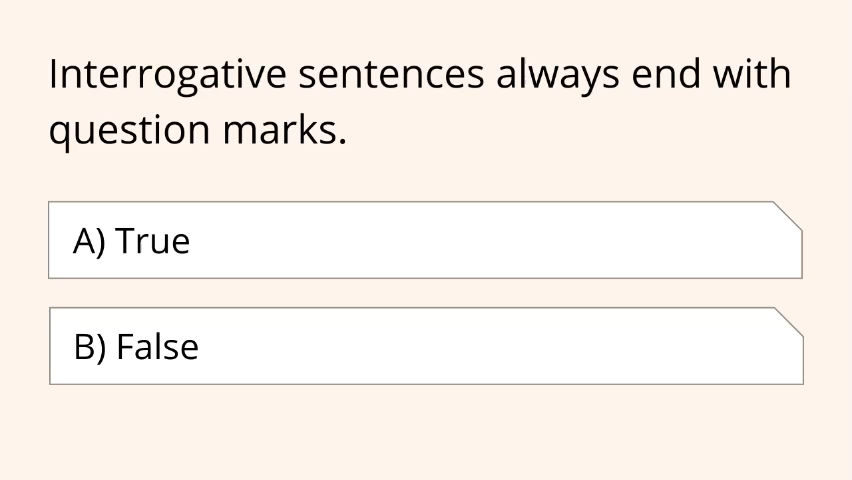 Interrogative sentences always end with
question marks.
A) True
B) False